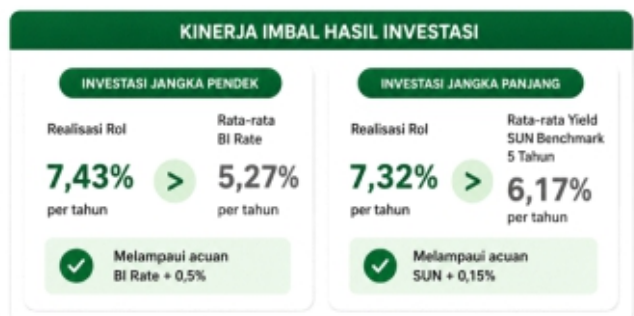 KINERJA IMBAL HASIL INVESTASI
INVESTASI JANGKA PENDEK
Realisasi RoI
7,43%
per tahun
>
Rata-rata
BI Rate
5,27%
per tahun
Melampaui acuan
BI Rate + 0,5%
INVESTASI JANGKA PANJANG
Realisasi RoI
7,32%
per tahun
>
Rata-rata Yield
SUN Benchmark
5 Tahun
6,17%
per tahun
Melampaui acuan
SUN + 0,15%